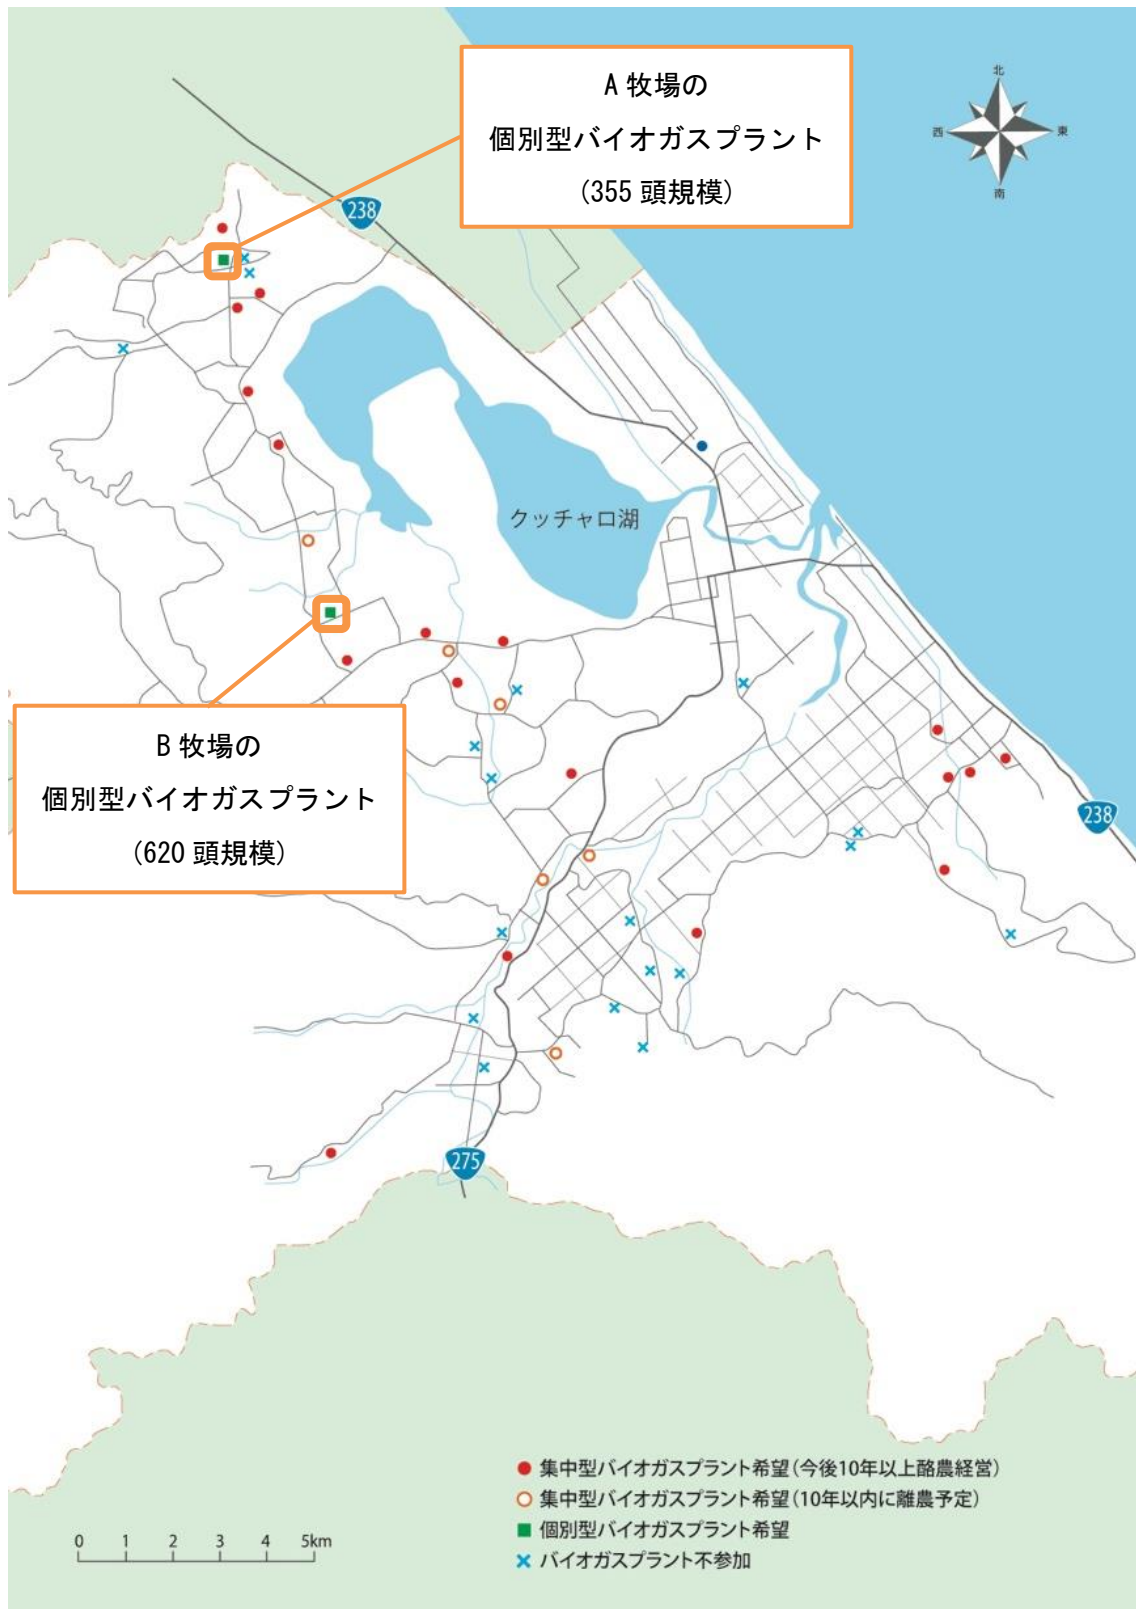 A 牧場の
個別型バイオガスプラント
(355 頭規模)
北
西
東
南
238
クッチャロ湖
B 牧場の
個別型バイオガスプラント
(620 頭規模)
238
275
集中型バイオガスプラント希望(今後10年以上酪農経営)
集中型バイオガスプラント希望(10年以内に離農予定)
個別型バイオガスプラント希望
バイオガスプラント不参加
0 1 2 3 4 5km